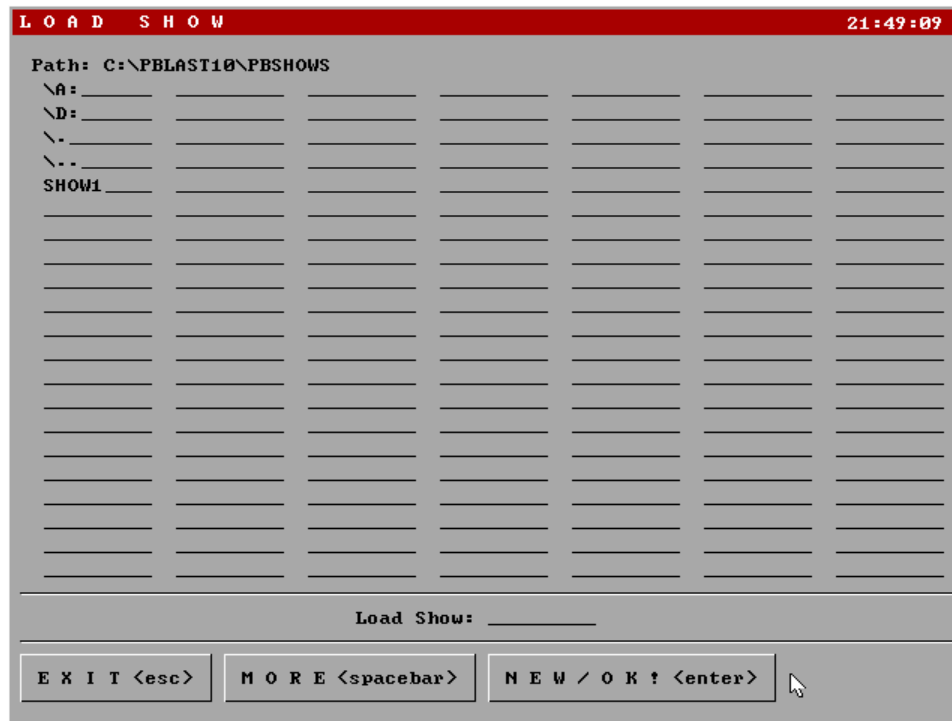 L O A D   S H O W   21:49:09
Path: C:\PBLAST10\PBSHOWS
\A:
\D:
\.
\..
SHOW1
Load Show:
E X I T <esc>   M O R E <spacebar>   N E W / O K ! <enter>